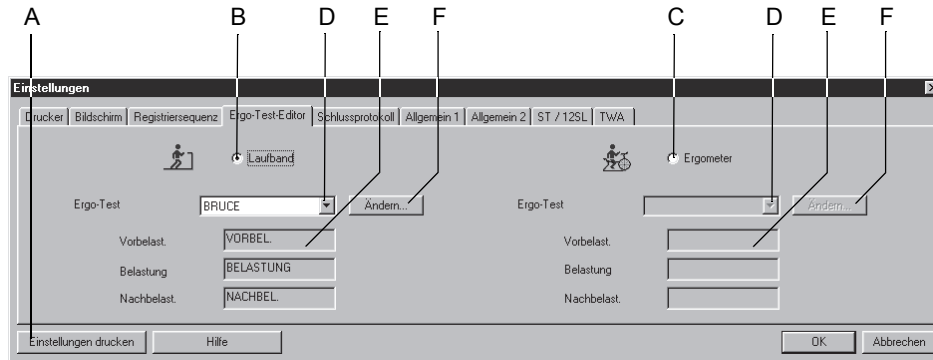 A B D E F C D E F
Einstellungen
Drucker Bildschirm Registriersequenz Ergo-Test-Editor Schlussprotokoll Allgemein 1 Allgemein 2 ST / 12SL TWA
Laufband Ergometer
Ergo-Test BRUCE Ändern... Ergo-Test Ändern...
Vorbelast. VORBEL. Vorbelast.
Belastung BELASTUNG Belastung
Nachbelast. NACHBEL. Nachbelast.
Einstellungen drucken Hilfe OK Abbrechen